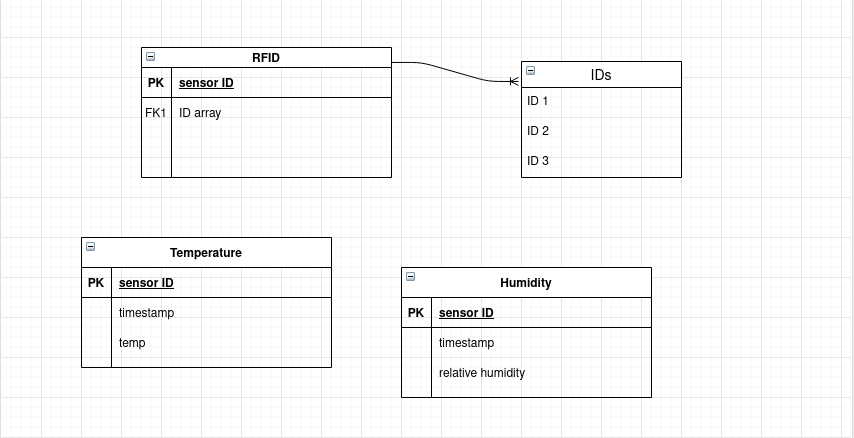 RFID
PK sensor ID
FK1 ID array
IDs
ID 1
ID 2
ID 3
Temperature
PK sensor ID
timestamp
temp
Humidity
PK sensor ID
timestamp
relative humidity